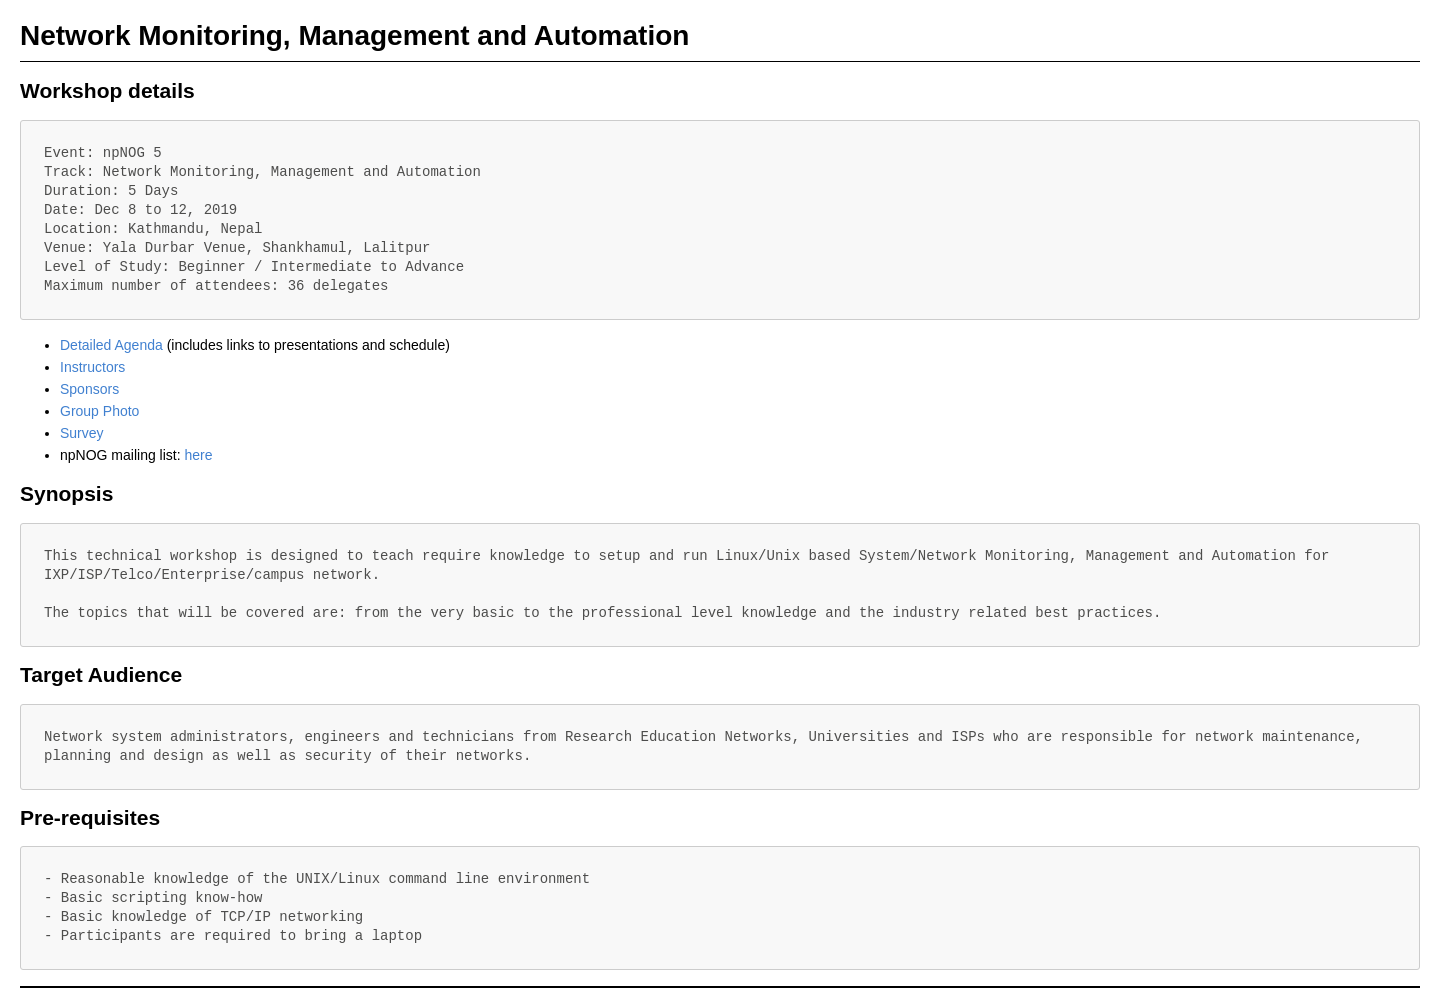 Network Monitoring, Management and Automation
Workshop details
Event: npNOG 5
Track: Network Monitoring, Management and Automation
Duration: 5 Days
Date: Dec 8 to 12, 2019
Location: Kathmandu, Nepal
Venue: Yala Durbar Venue, Shankhamul, Lalitpur
Level of Study: Beginner / Intermediate to Advance
Maximum number of attendees: 36 delegates
• Detailed Agenda (includes links to presentations and schedule)
• Instructors
• Sponsors
• Group Photo
• Survey
• npNOG mailing list: here
Synopsis
This technical workshop is designed to teach require knowledge to setup and run Linux/Unix based System/Network Monitoring, Management and Automation for
IXP/ISP/Telco/Enterprise/campus network.
The topics that will be covered are: from the very basic to the professional level knowledge and the industry related best practices.
Target Audience
Network system administrators, engineers and technicians from Research Education Networks, Universities and ISPs who are responsible for network maintenance,
planning and design as well as security of their networks.
Pre-requisites
- Reasonable knowledge of the UNIX/Linux command line environment
- Basic scripting know-how
- Basic knowledge of TCP/IP networking
- Participants are required to bring a laptop